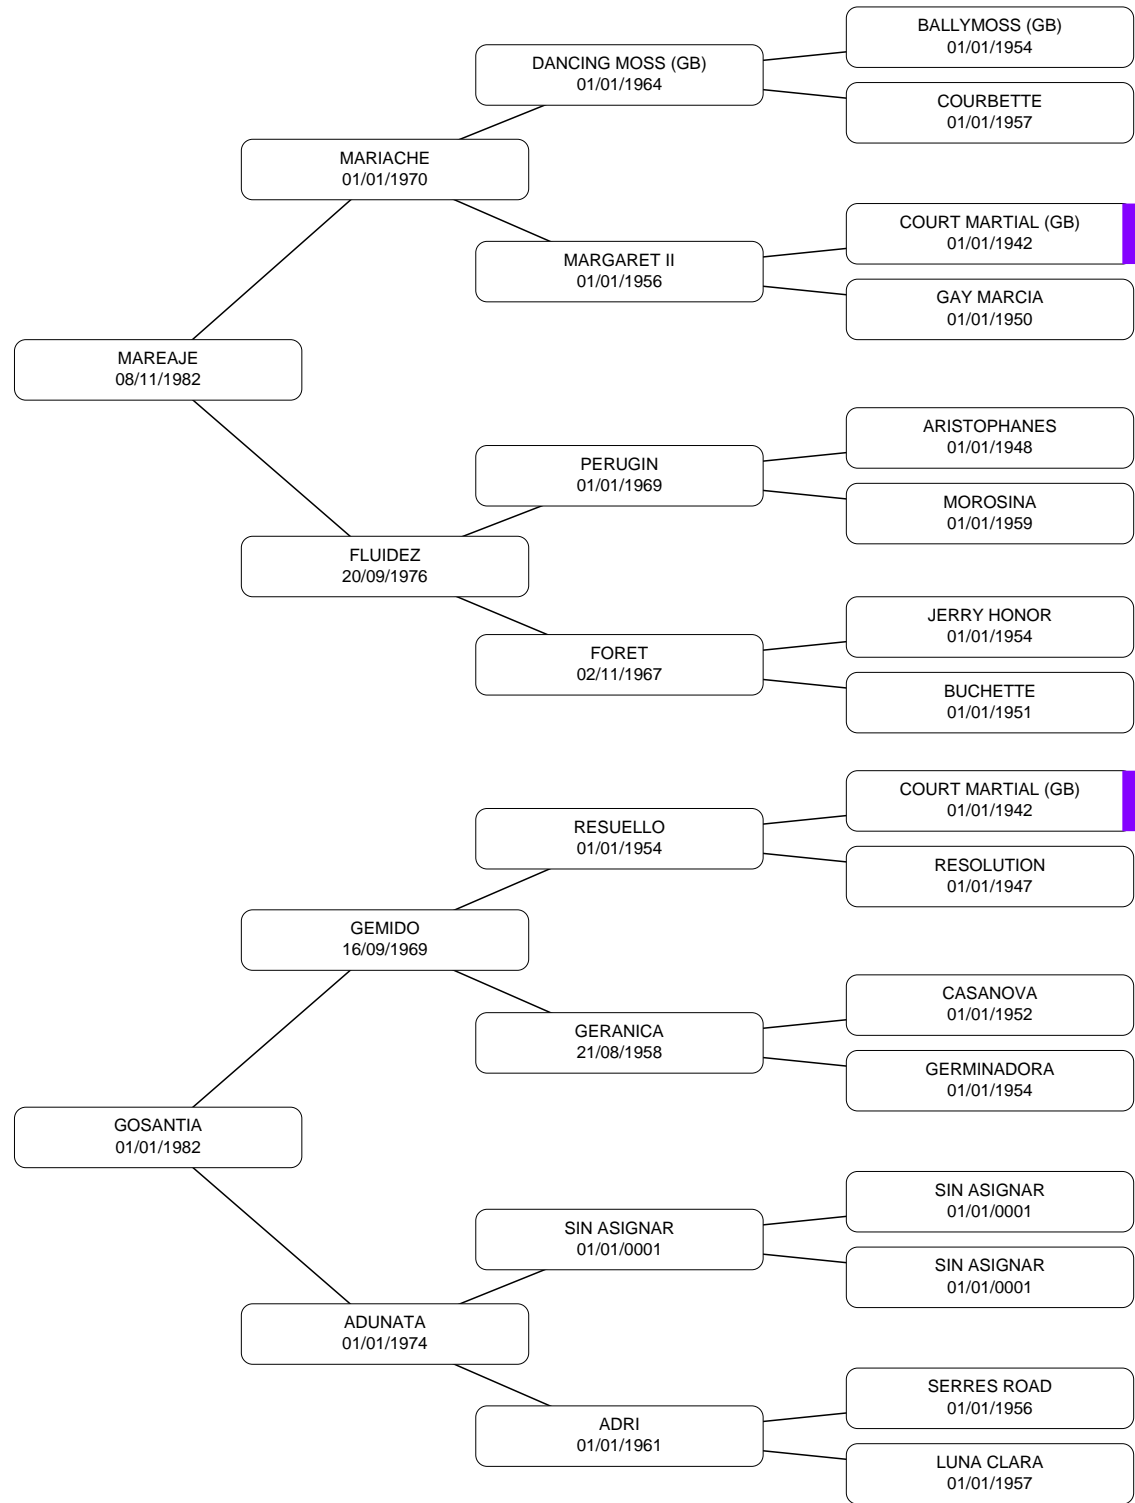 BALLYMOSS (GB)
01/01/1954
DANCING MOSS (GB)
01/01/1964
COURBETTE
01/01/1957
MARIACHE
01/01/1970
COURT MARTIAL (GB)
01/01/1942
MARGARET II
01/01/1956
GAY MARCIA
01/01/1950
MAREAJE
08/11/1982
ARISTOPHANES
01/01/1948
PERUGIN
01/01/1969
MOROSINA
01/01/1959
FLUIDEZ
20/09/1976
JERRY HONOR
01/01/1954
FORET
02/11/1967
BUCHETTE
01/01/1951
COURT MARTIAL (GB)
01/01/1942
RESUELLO
01/01/1954
RESOLUTION
01/01/1947
GEMIDO
16/09/1969
CASANOVA
01/01/1952
GERANICA
21/08/1958
GERMINADORA
01/01/1954
GOSANTIA
01/01/1982
SIN ASIGNAR
01/01/0001
SIN ASIGNAR
01/01/0001
SIN ASIGNAR
01/01/0001
ADUNATA
01/01/1974
SERRES ROAD
01/01/1956
ADRI
01/01/1961
LUNA CLARA
01/01/1957